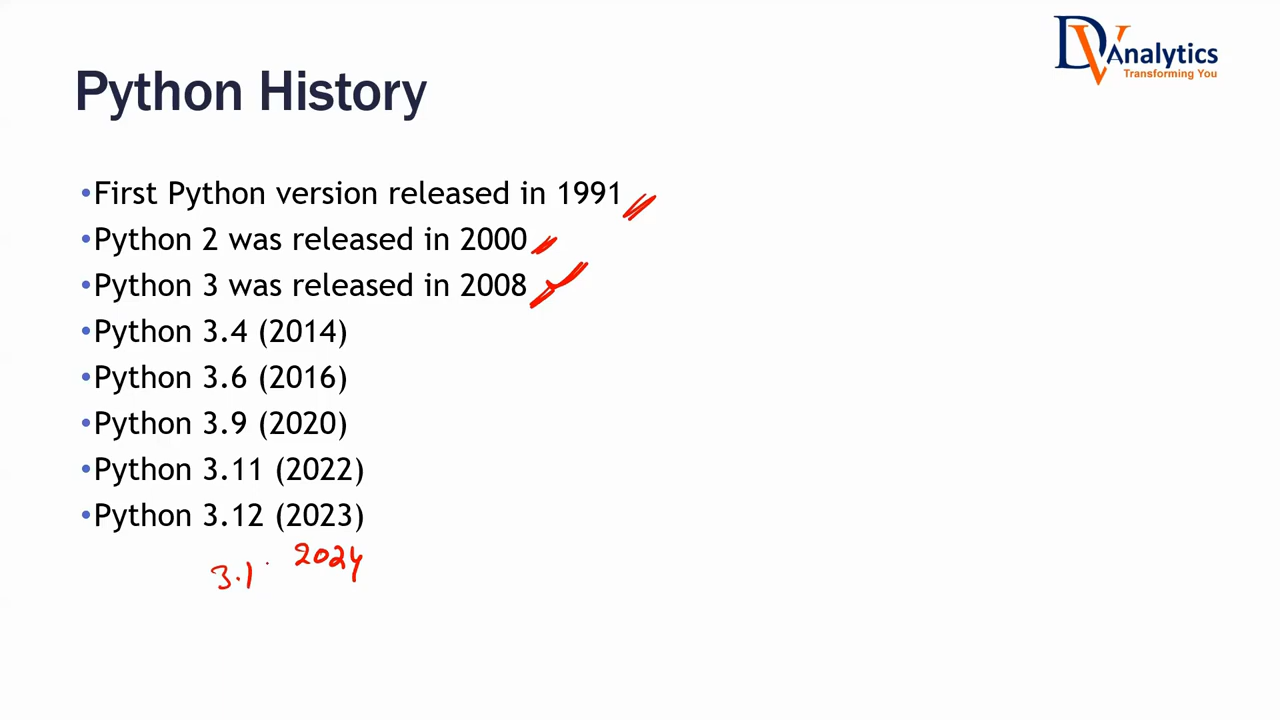 DV Analytics
Transforming You
Python History
•First Python version released in 1991
•Python 2 was released in 2000
•Python 3 was released in 2008
•Python 3.4 (2014)
•Python 3.6 (2016)
•Python 3.9 (2020)
•Python 3.11 (2022)
•Python 3.12 (2023)
3.1 2024